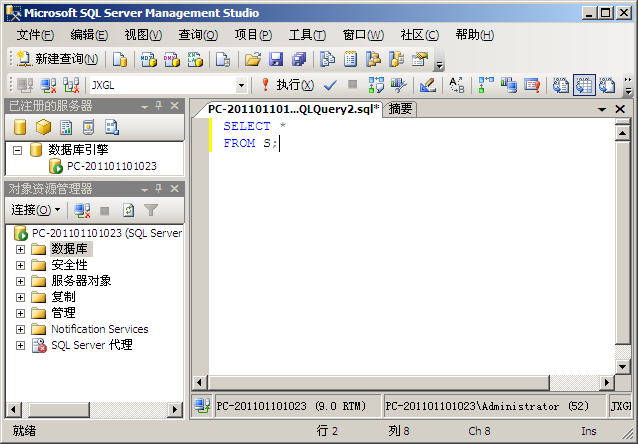 Microsoft SQL Server Management Studio
文件(F) 编辑(E) 视图(V) 查询(Q) 项目(P) 工具(T) 窗口(W) 社区(C) 帮助(H)
新建查询(N)
JXGL 执行(X)
已注册的服务器
数据库引擎
PC-201101101023
对象资源管理器
连接(O)
PC-201101101023 (SQL Server
数据库
安全性
服务器对象
复制
管理
Notification Services
SQL Server 代理
PC-201101101...QLQuery2.sql* 摘要
SELECT *
FROM S;
PC-201101101023 (9.0 RTM) PC-201101101023\Administrator (52) JXGL
就绪 行 2 列 8 Ch 8 Ins